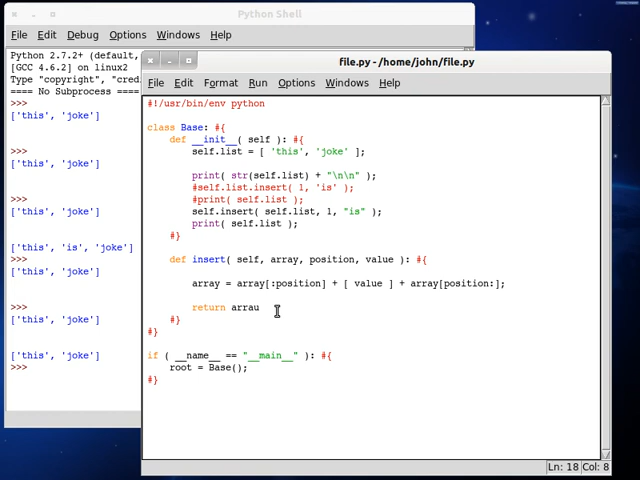 Python Shell
File Edit Debug Options Windows Help
Python 2.7.2+ (default,
[GCC 4.6.2] on linux2
Type "copyright", "cred
==== No Subprocess ====
>>>
['this', 'joke']
>>>
['this', 'joke']
>>>
['this', 'joke']
['this', 'is', 'joke']
>>>
['this', 'joke']
>>>
['this', 'joke']
['this', 'joke']
>>>
file.py - /home/john/file.py
File Edit Format Run Options Windows Help
#!/usr/bin/env python
class Base: #{
def __init__( self ): #{
self.list = [ 'this', 'joke' ];
print( str(self.list) + "\n\n" );
#self.list.insert( 1, 'is' );
#print( self.list );
self.insert( self.list, 1, "is" );
print( self.list );
#}
def insert( self, array, position, value ): #{
array = array[:position] + [ value ] + array[position:];
return arrau
#}
#}
if ( __name__ == "__main__" ): #{
root = Base();
#}
Ln: 18 Col: 8